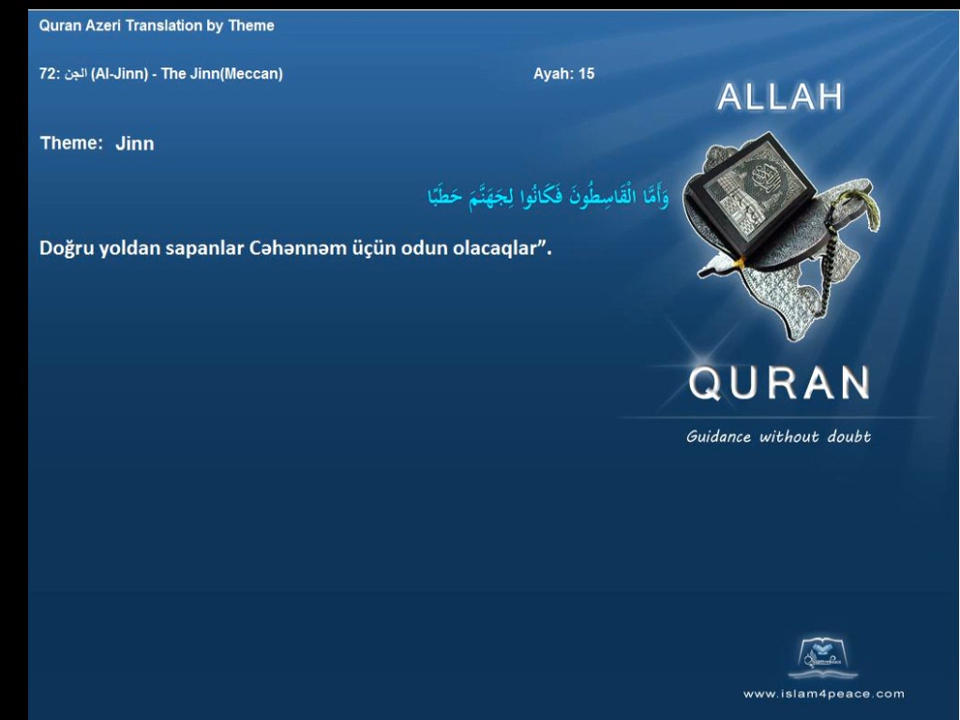 Quran Azeri Translation by Theme
72: الجن (Al-Jinn) - The Jinn(Meccan) Ayah: 15
ALLAH
Theme: Jinn
وَأَمَّا الْقَاسِطُونَ فَكَانُوا لِجَهَنَّمَ حَطَبًا
Doğru yoldan sapanlar Cəhənnəm üçün odun olacaqlar”.
QURAN
Guidance without doubt
www.islam4peace.com